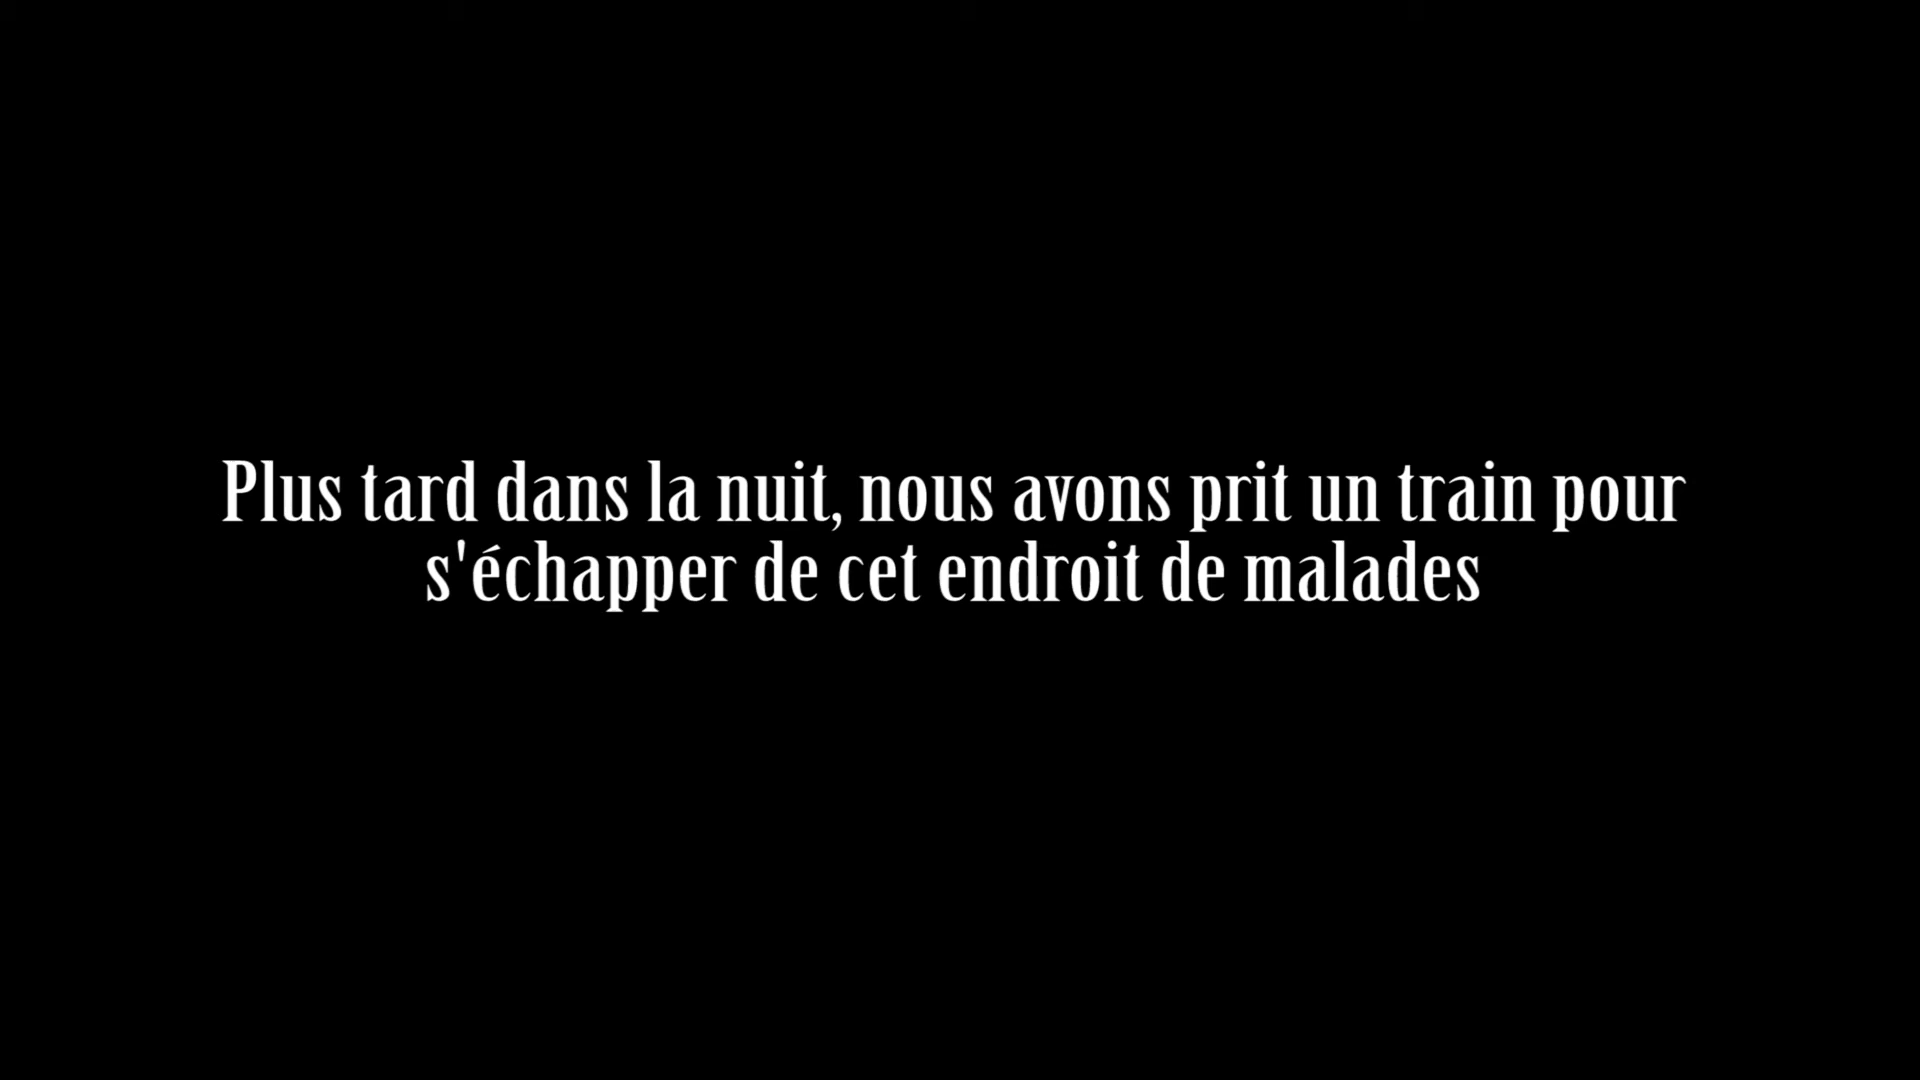 Plus tard dans la nuit, nous avons prit un train pour
s'échapper de cet endroit de malades